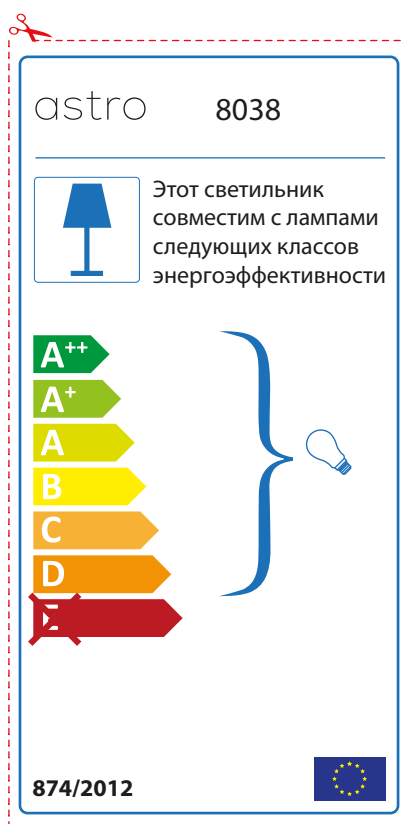 astro 8038
Этот светильник
совместим с лампами
следующих классов
энергоэффективности
A++
A+
A
B
C
D
E
874/2012